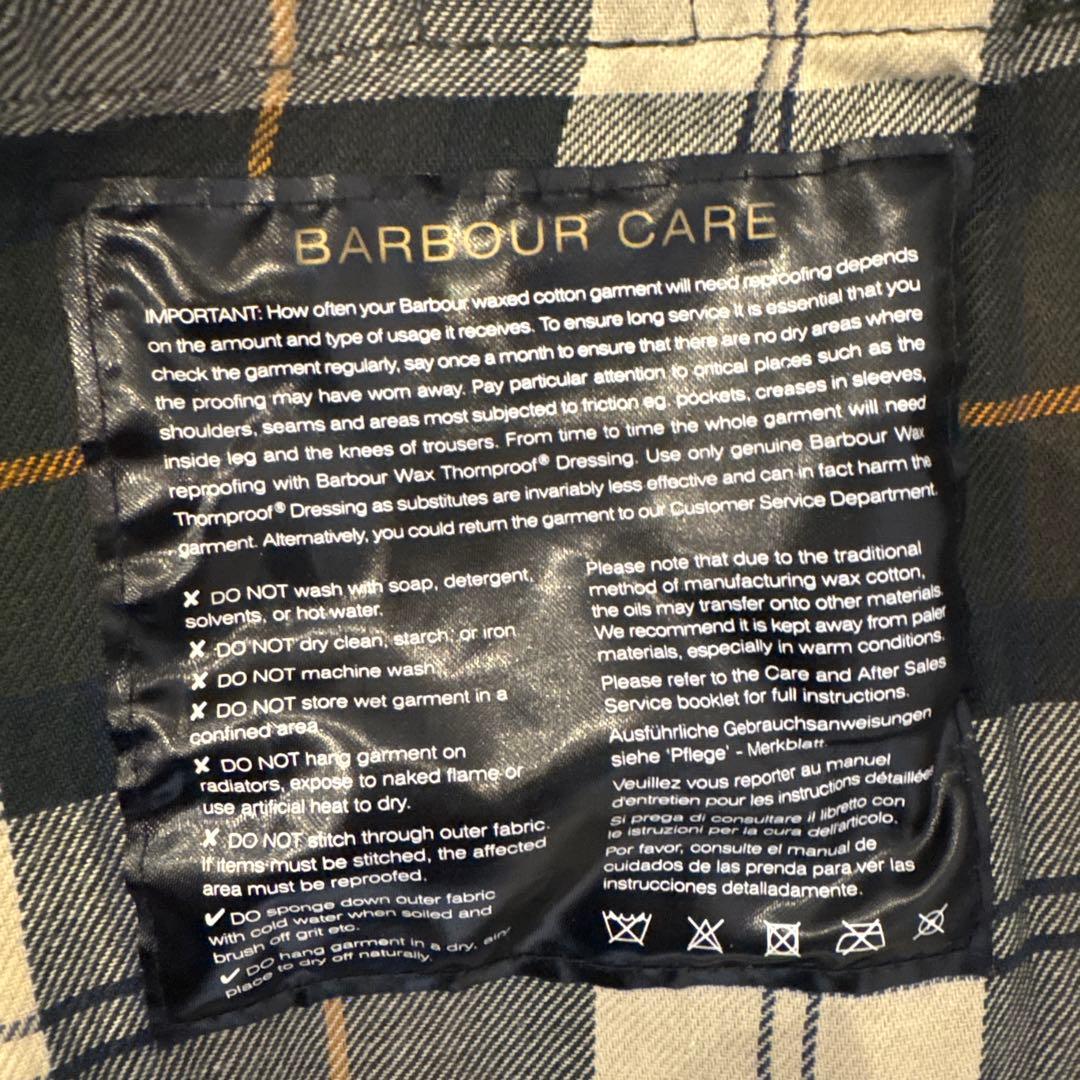 BARBOUR CARE
IMPORTANT: How often your Barbour waxed cotton garment will need reproofing depends
on the amount and type of usage it receives. To ensure long service it is essential that you
check the garment regularly, say once a month to ensure that there are no dry areas where
the proofing may have worn away. Pay particular attention to critical places such as the
shoulders, seams and areas most subjected to friction eg. pockets, creases in sleeves,
inside leg and the knees of trousers. From time to time the whole garment will need
reproofing with Barbour Wax Thornproof® Dressing. Use only genuine Barbour Wax
Thornproof® Dressing as substitutes are invariably less effective and can in fact harm the
garment. Alternatively, you could return the garment to our Customer Service Department.
✘ DO NOT wash with soap, detergent,
solvents, or hot water.
✘ DO NOT dry clean, starch, or iron
✘ DO NOT machine wash
✘ DO NOT store wet garment in a
confined area
✘ DO NOT hang garment on
radiators, expose to naked flame or
use artificial heat to dry.
✘ DO NOT stitch through outer fabric.
If items must be stitched, the affected
area must be reproofed.
✔ DO sponge down outer fabric
with cold water when soiled and
brush off grit etc.
✔ DO hang garment in a dry, airy
place to dry off naturally.
Please note that due to the traditional
method of manufacturing wax cotton,
the oils may transfer onto other materials.
We recommend it is kept away from paler
materials, especially in warm conditions.
Please refer to the Care and After Sales
Service booklet for full instructions.
Ausführliche Gebrauchsanweisungen
siehe 'Pflege' - Merkblatt.
Veuillez vous reporter au manuel
d'entretien pour les instructions détaillées
Si prega di consultare il libretto con
le istruzioni per la cura dell'articolo.
Por favor, consulte el manual de
cuidados de las prenda para ver las
instrucciones detalladamente.